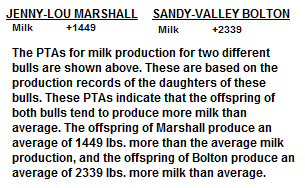 JENNY-LOU MARSHALL SANDY-VALLEY BOLTON
Milk +1449 Milk +2339
The PTAs for milk production for two different
bulls are shown above. These are based on the
production records of the daughters of these
bulls. These PTAs indicate that the offspring of
both bulls tend to produce more milk than
average. The offspring of Marshall produce an
average of 1449 lbs. more than the average milk
production, and the offspring of Bolton produce an
average of 2339 lbs. more milk than average.